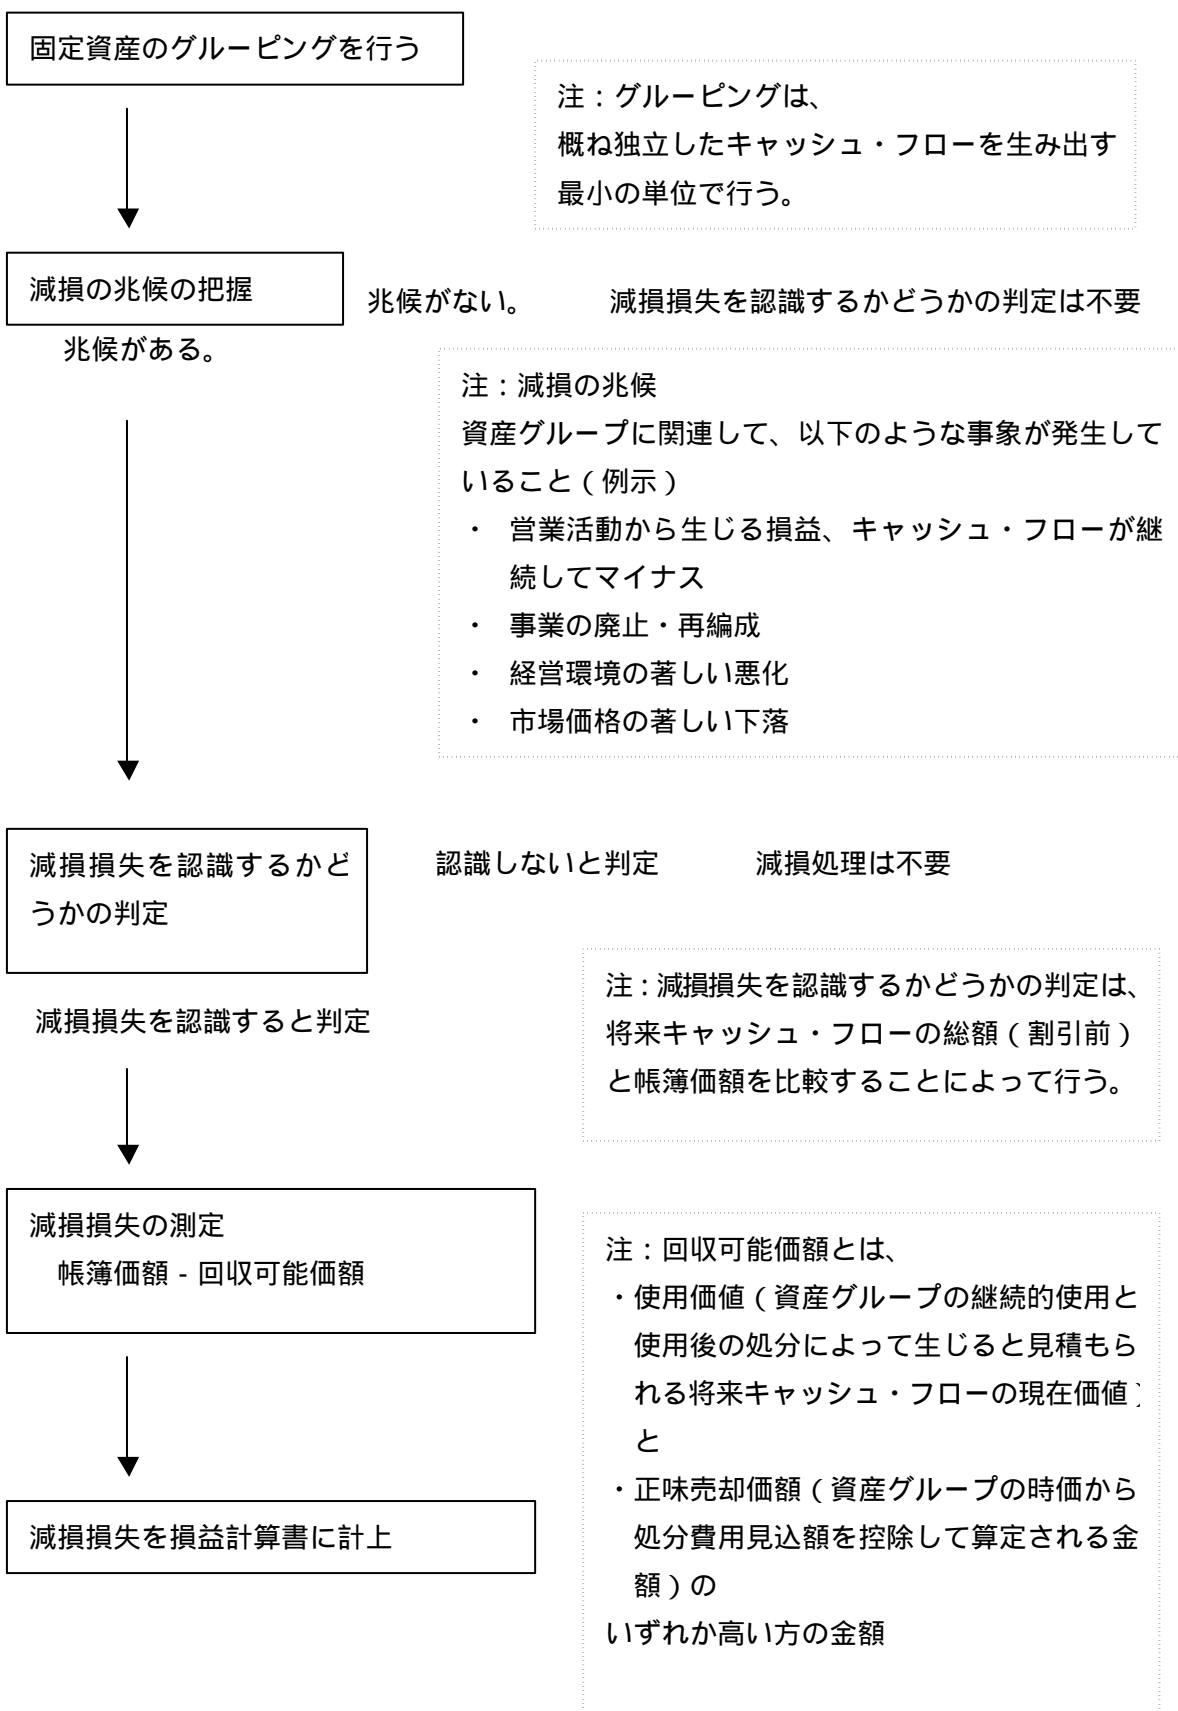 固定資産のグルーピングを行う
注：グルーピングは、
概ね独立したキャッシュ・フローを生み出す
最小の単位で行う。
減損の兆候の把握
兆候がない。 減損損失を認識するかどうかの判定は不要
兆候がある。
注：減損の兆候
資産グループに関連して、以下のような事象が発生して
いること（例示）
・ 営業活動から生じる損益、キャッシュ・フローが継
続してマイナス
・ 事業の廃止・再編成
・ 経営環境の著しい悪化
・ 市場価格の著しい下落
減損損失を認識するかど
うかの判定
認識しないと判定 減損処理は不要
注：減損損失を認識するかどうかの判定は、
将来キャッシュ・フローの総額（割引前）
と帳簿価額を比較することによって行う。
減損損失を認識すると判定
減損損失の測定
帳簿価額‐回収可能価額
注：回収可能価額とは、
・使用価値（資産グループの継続的使用と
使用後の処分によって生じると見積もら
れる将来キャッシュ・フローの現在価値）
と
・正味売却価額（資産グループの時価から
処分費用見込額を控除して算定される金
額）の
いずれか高い方の金額
減損損失を損益計算書に計上